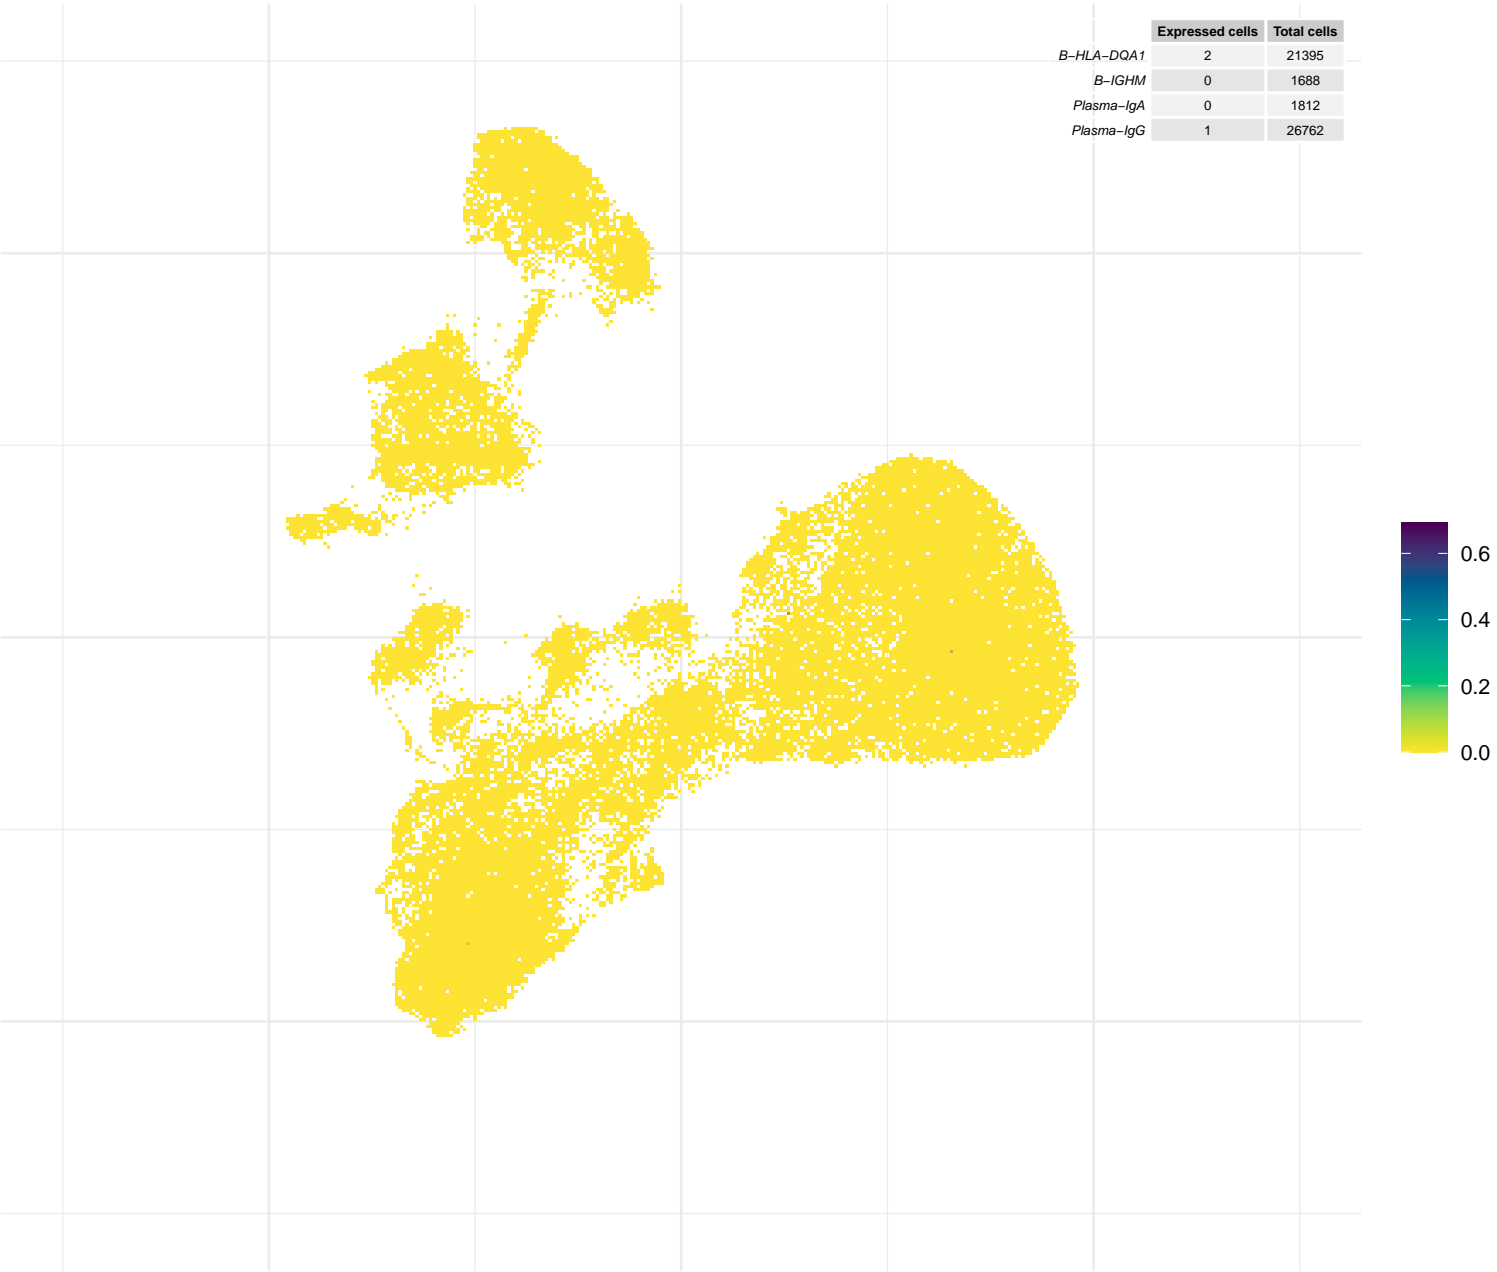 Expressed cells Total cells
B−HLA−DQA1 2 21395
B−IGHM 0 1688
Plasma−IgA 0 1812
Plasma−IgG 1 26762
0.6
0.4
0.2
0.0